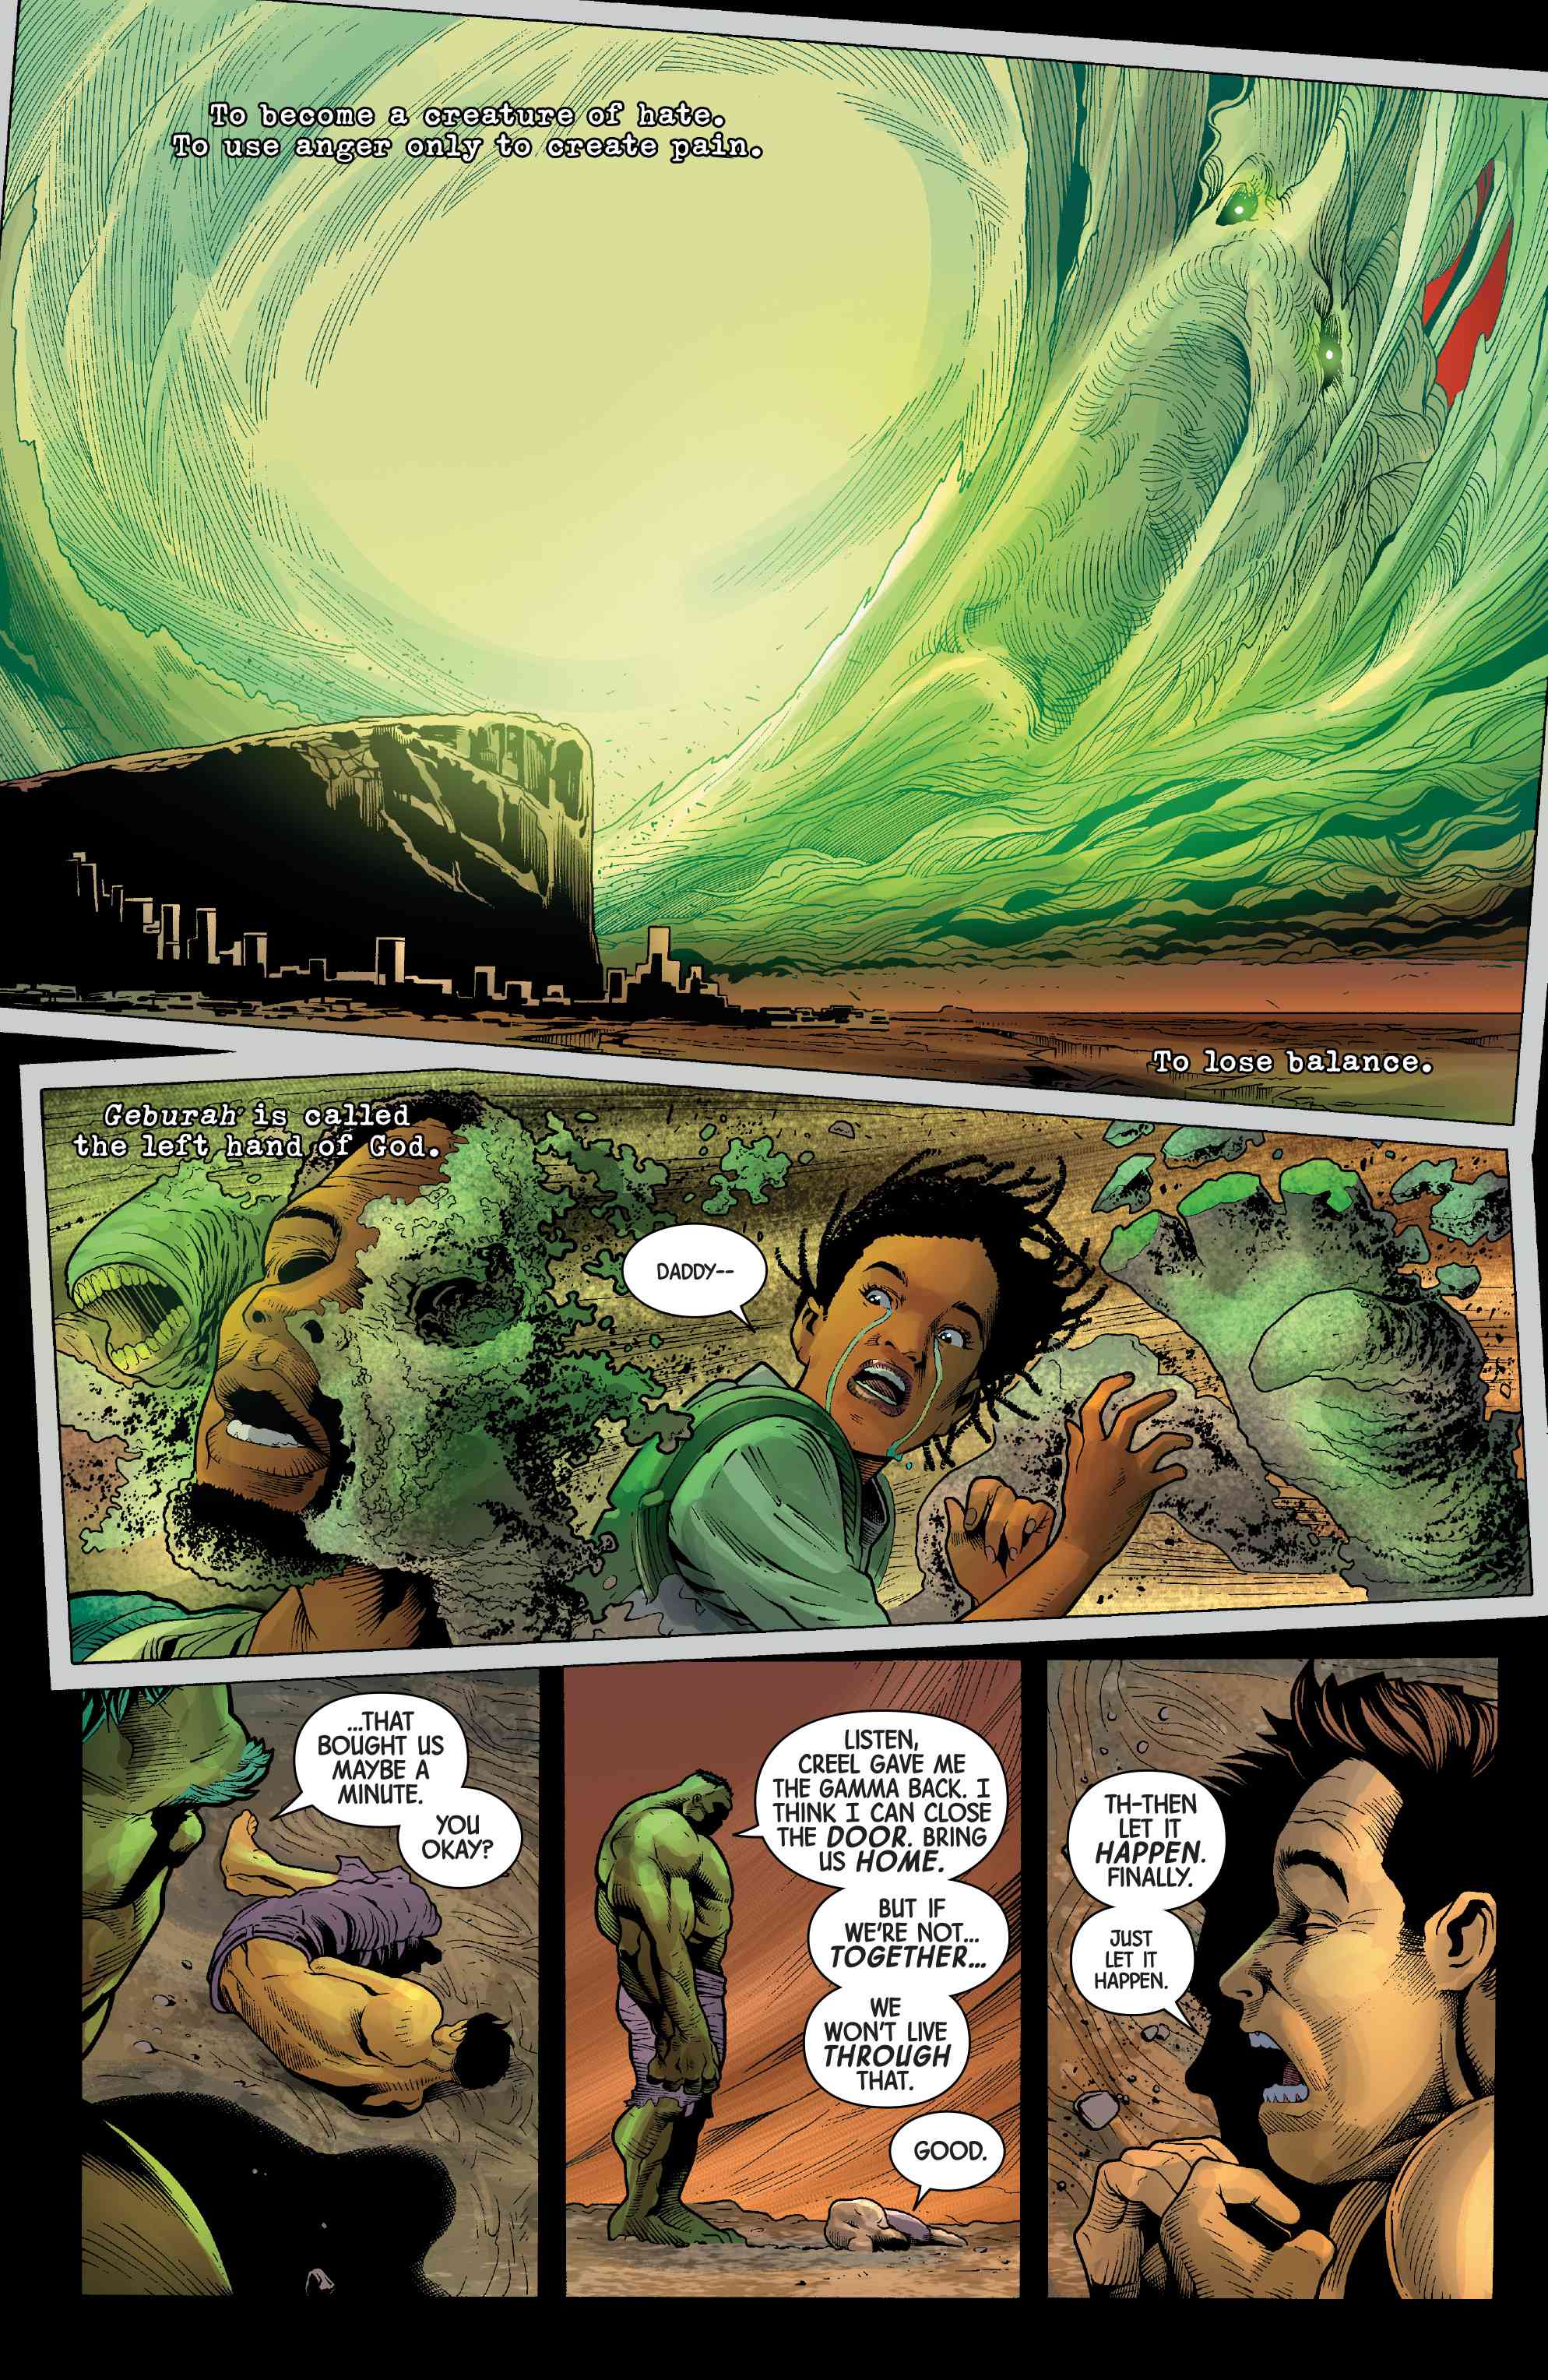 To become a creature of hate.
To use anger only to create pain.
To lose balance.
Geburah is called
the left hand of God.
DADDY--
...THAT
BOUGHT US
MAYBE A
MINUTE.
YOU
OKAY?
LISTEN,
CREEL GAVE ME
THE GAMMA BACK. I
THINK I CAN CLOSE
THE DOOR. BRING
US HOME.
BUT IF
WE'RE NOT...
TOGETHER...
WE
WON'T LIVE
THROUGH
THAT.
GOOD.
TH-THEN
LET IT
HAPPEN.
FINALLY.
JUST
LET IT
HAPPEN.